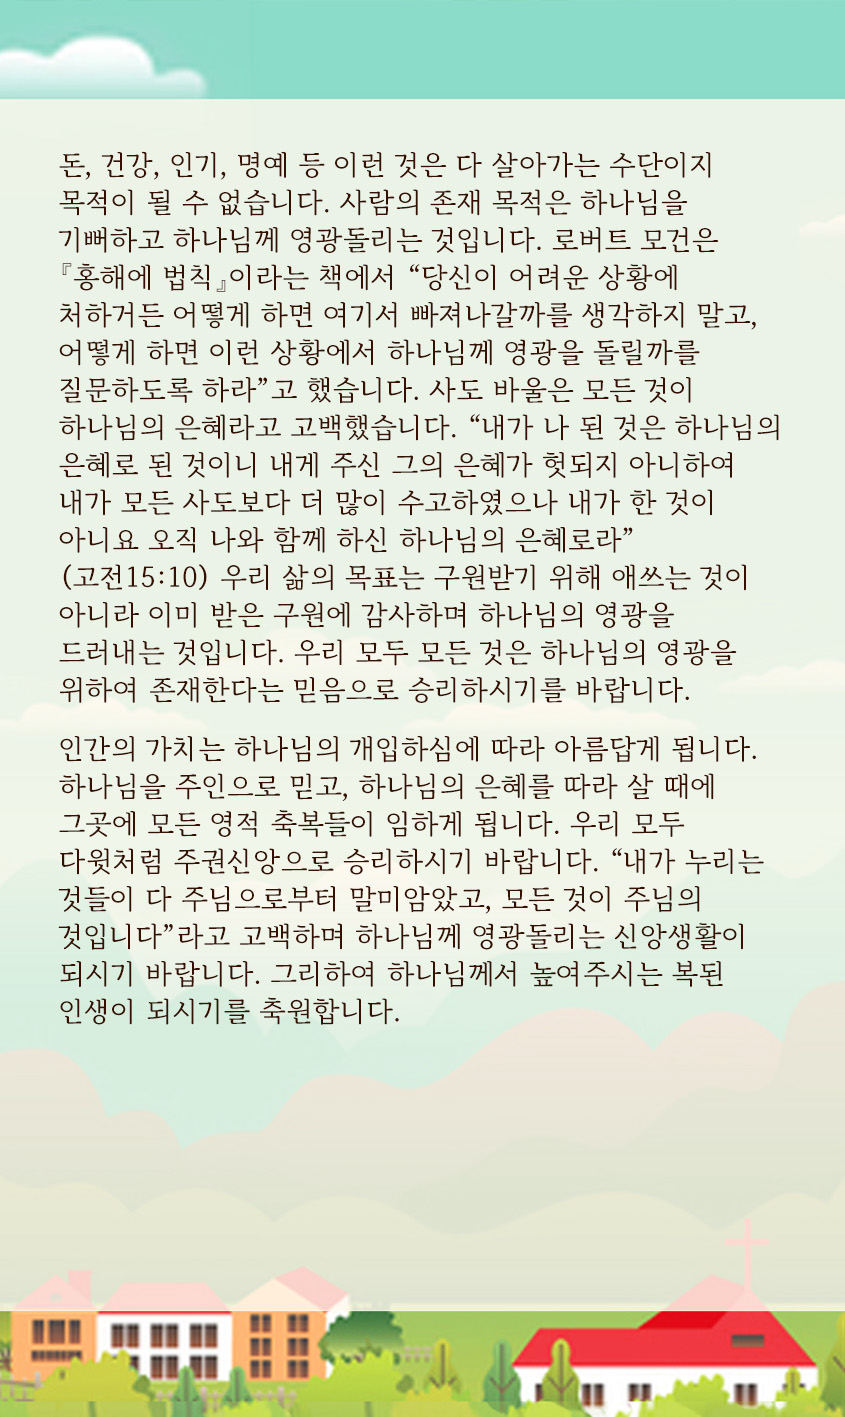 돈, 건강, 인기, 명예 등 이런 것은 다 살아가는 수단이지
목적이 될 수 없습니다. 사람의 존재 목적은 하나님을
기뻐하고 하나님께 영광돌리는 것입니다. 로버트 모건은
『홍해에 법칙』이라는 책에서 “당신이 어려운 상황에
처하거든 어떻게 하면 여기서 빠져나갈까를 생각하지 말고,
어떻게 하면 이런 상황에서 하나님께 영광을 돌릴까를
질문하도록 하라”고 했습니다. 사도 바울은 모든 것이
하나님의 은혜라고 고백했습니다. “내가 나 된 것은 하나님의
은혜로 된 것이니 내게 주신 그의 은혜가 헛되지 아니하여
내가 모든 사도보다 더 많이 수고하였으나 내가 한 것이
아니요 오직 나와 함께 하신 하나님의 은혜로라”
(고전15:10) 우리 삶의 목표는 구원받기 위해 애쓰는 것이
아니라 이미 받은 구원에 감사하며 하나님의 영광을
드러내는 것입니다. 우리 모두 모든 것은 하나님의 영광을
위하여 존재한다는 믿음으로 승리하시기를 바랍니다.
인간의 가치는 하나님의 개입하심에 따라 아름답게 됩니다.
하나님을 주인으로 믿고, 하나님의 은혜를 따라 살 때에
그곳에 모든 영적 축복들이 임하게 됩니다. 우리 모두
다윗처럼 주권신앙으로 승리하시기 바랍니다. “내가 누리는
것들이 다 주님으로부터 말미암았고, 모든 것이 주님의
것입니다”라고 고백하며 하나님께 영광돌리는 신앙생활이
되시기 바랍니다. 그리하여 하나님께서 높여주시는 복된
인생이 되시기를 축원합니다.